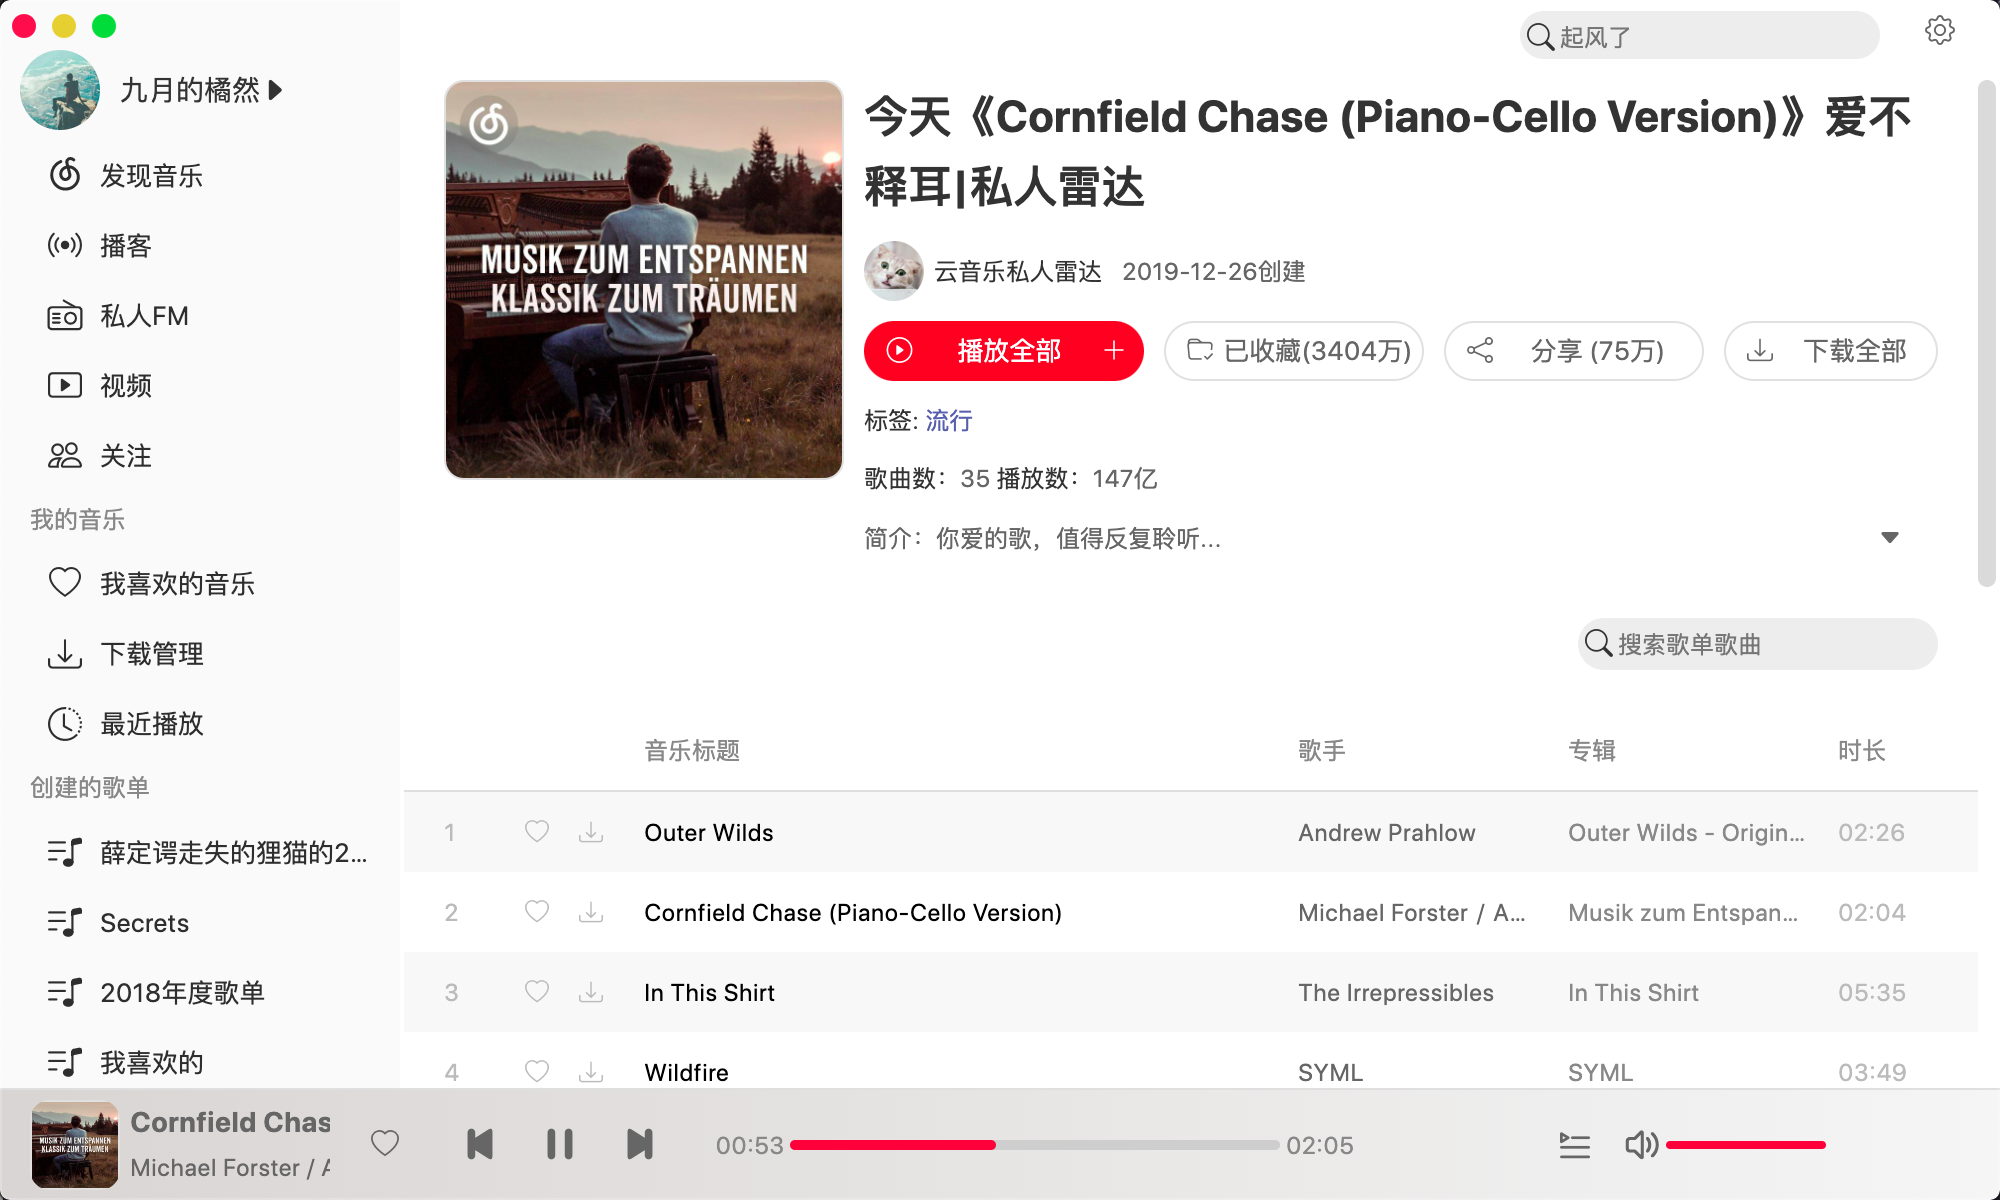 起风了
九月的橘然
发现音乐
播客
私人FM
视频
关注
我的音乐
我喜欢的音乐
下载管理
最近播放
创建的歌单
薛定谔走失的狸猫的2...
Secrets
2018年度歌单
我喜欢的
MUSIK ZUM ENTSPANNEN
KLASSIK ZUM TRÄUMEN
今天《Cornfield Chase (Piano-Cello Version)》爱不
释耳|私人雷达
云音乐私人雷达 2019-12-26创建
播放全部 已收藏(3404万) 分享 (75万) 下载全部
标签: 流行
歌曲数：35 播放数：147亿
简介：你爱的歌，值得反复聆听...
搜索歌单歌曲
音乐标题 歌手 专辑 时长
1 Outer Wilds Andrew Prahlow Outer Wilds - Origin... 02:26
2 Cornfield Chase (Piano-Cello Version) Michael Forster / A... Musik zum Entspan... 02:04
3 In This Shirt The Irrepressibles In This Shirt 05:35
4 Wildfire SYML SYML 03:49
MUSIK ZUM ENTSPANNEN
KLASSIK ZUM TRÄUMEN
Cornfield Chas
Michael Forster /
00:53 02:05